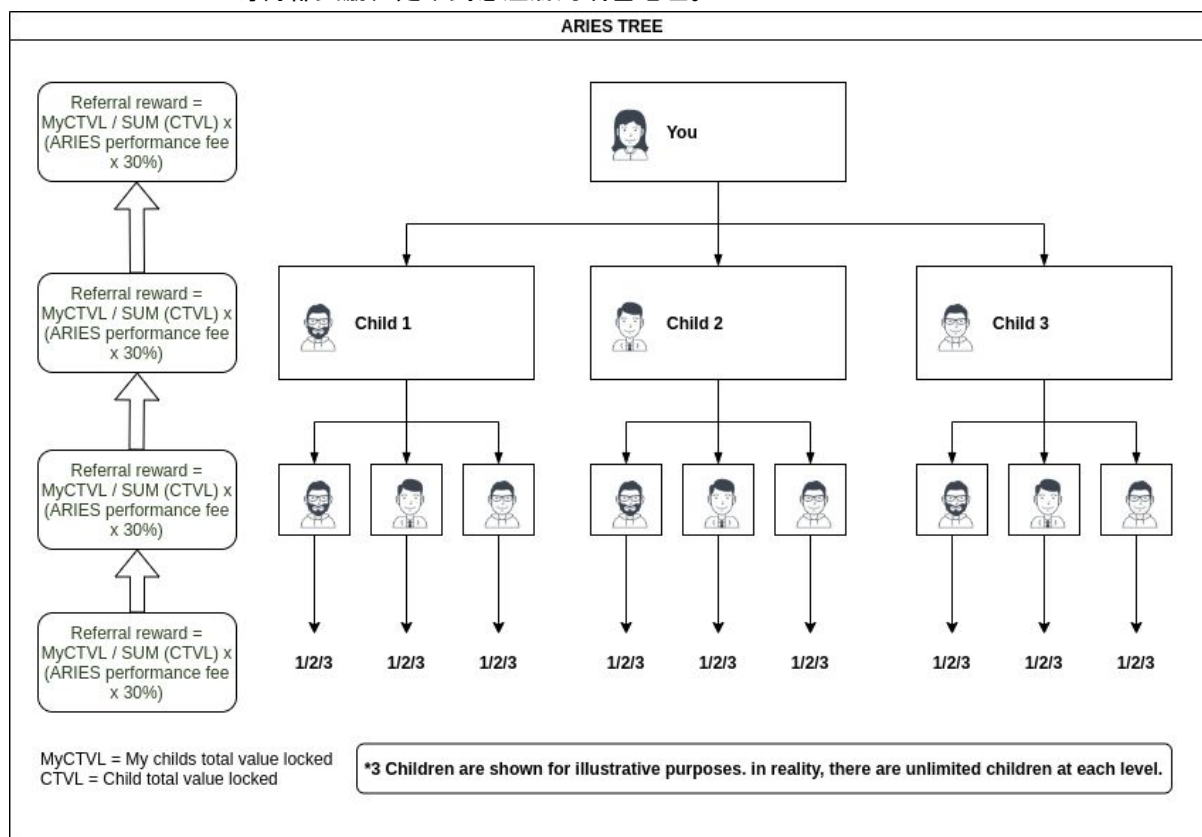 ARIES TREE
Referral reward =
MyCTVL / SUM (CTVL) x
(ARIES performance fee
x 30%)
You
Referral reward =
MyCTVL / SUM (CTVL) x
(ARIES performance fee
x 30%)
Child 1
Child 2
Child 3
Referral reward =
MyCTVL / SUM (CTVL) x
(ARIES performance fee
x 30%)
Referral reward =
MyCTVL / SUM (CTVL) x
(ARIES performance fee
x 30%)
1/2/3
1/2/3
1/2/3
1/2/3
1/2/3
1/2/3
1/2/3
1/2/3
1/2/3
MyCTVL = My childs total value locked
CTVL = Child total value locked
*3 Children are shown for illustrative purposes. in reality, there are unlimited children at each level.